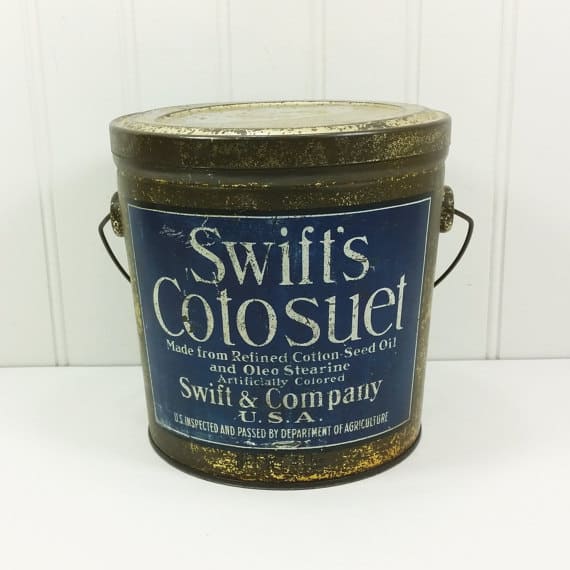 Swift's
Cotosuet
Made from Refined Cotton-Seed Oil
and Oleo Stearine
Artificially Colored
Swift & Company
U.S.A.
U.S. INSPECTED AND PASSED BY DEPARTMENT OF AGRICULTURE